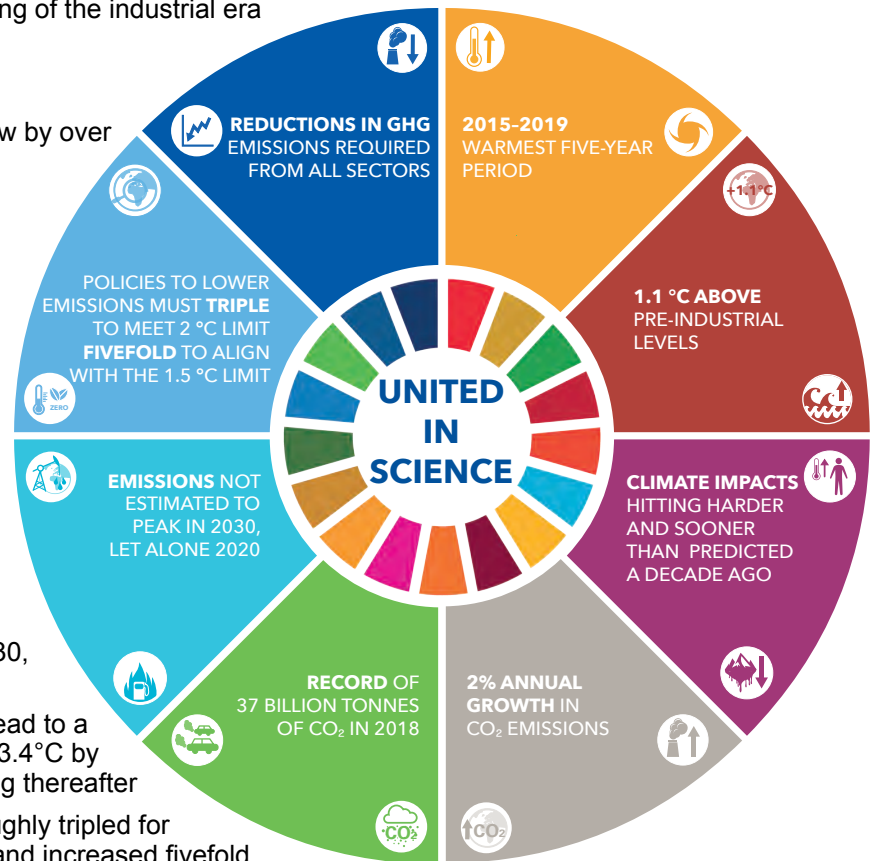 ng of the industrial era
w by over
30,
ead to a
3.4°C by
g thereafter
ughly tripled for
and increased fivefold
REDUCTIONS IN GHG
EMISSIONS REQUIRED
FROM ALL SECTORS
2015–2019
WARMEST FIVE-YEAR
PERIOD
+1.1°C
1.1 °C ABOVE
PRE-INDUSTRIAL
LEVELS
CLIMATE IMPACTS
HITTING HARDER
AND SOONER
THAN PREDICTED
A DECADE AGO
2% ANNUAL
GROWTH IN
CO₂ EMISSIONS
CO₂
RECORD OF
37 BILLION TONNES
OF CO₂ IN 2018
CO₂
EMISSIONS NOT
ESTIMATED TO
PEAK IN 2030,
LET ALONE 2020
POLICIES TO LOWER
EMISSIONS MUST TRIPLE
TO MEET 2 °C LIMIT
FIVEFOLD TO ALIGN
WITH THE 1.5 °C LIMIT
ZERO
UNITED
IN
SCIENCE